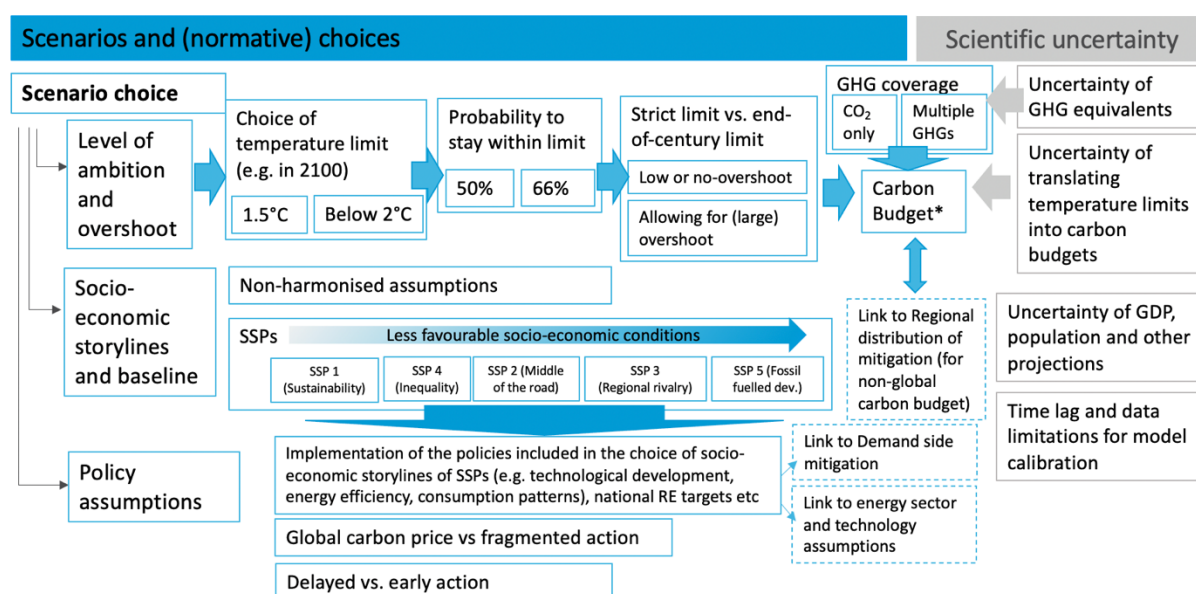 Scenarios and (normative) choices
Scientific uncertainty
Scenario choice
Level of
ambition
and
overshoot
Choice of
temperature limit
(e.g. in 2100)
1.5°C
Below 2°C
Probability to
stay within limit
50%
66%
Strict limit vs. end-
of-century limit
Low or no-overshoot
Allowing for (large)
overshoot
GHG coverage
CO₂
only
Multiple
GHGs
Carbon
Budget*
Uncertainty of
GHG equivalents
Uncertainty of
translating
temperature limits
into carbon
budgets
Socio-
economic
storylines
and baseline
Non-harmonised assumptions
SSPs
Less favourable socio-economic conditions
SSP 1
(Sustainability)
SSP 4
(Inequality)
SSP 2 (Middle
of the road)
SSP 3
(Regional rivalry)
SSP 5 (Fossil
fuelled dev.)
Link to Regional
distribution of
mitigation (for
non-global
carbon budget)
Uncertainty of GDP,
population and other
projections
Time lag and data
limitations for model
calibration
Policy
assumptions
Implementation of the policies included in the choice of socio-
economic storylines of SSPs (e.g. technological development,
energy efficiency, consumption patterns), national RE targets etc
Link to Demand side
mitigation
Link to energy sector
and technology
assumptions
Global carbon price vs fragmented action
Delayed vs. early action